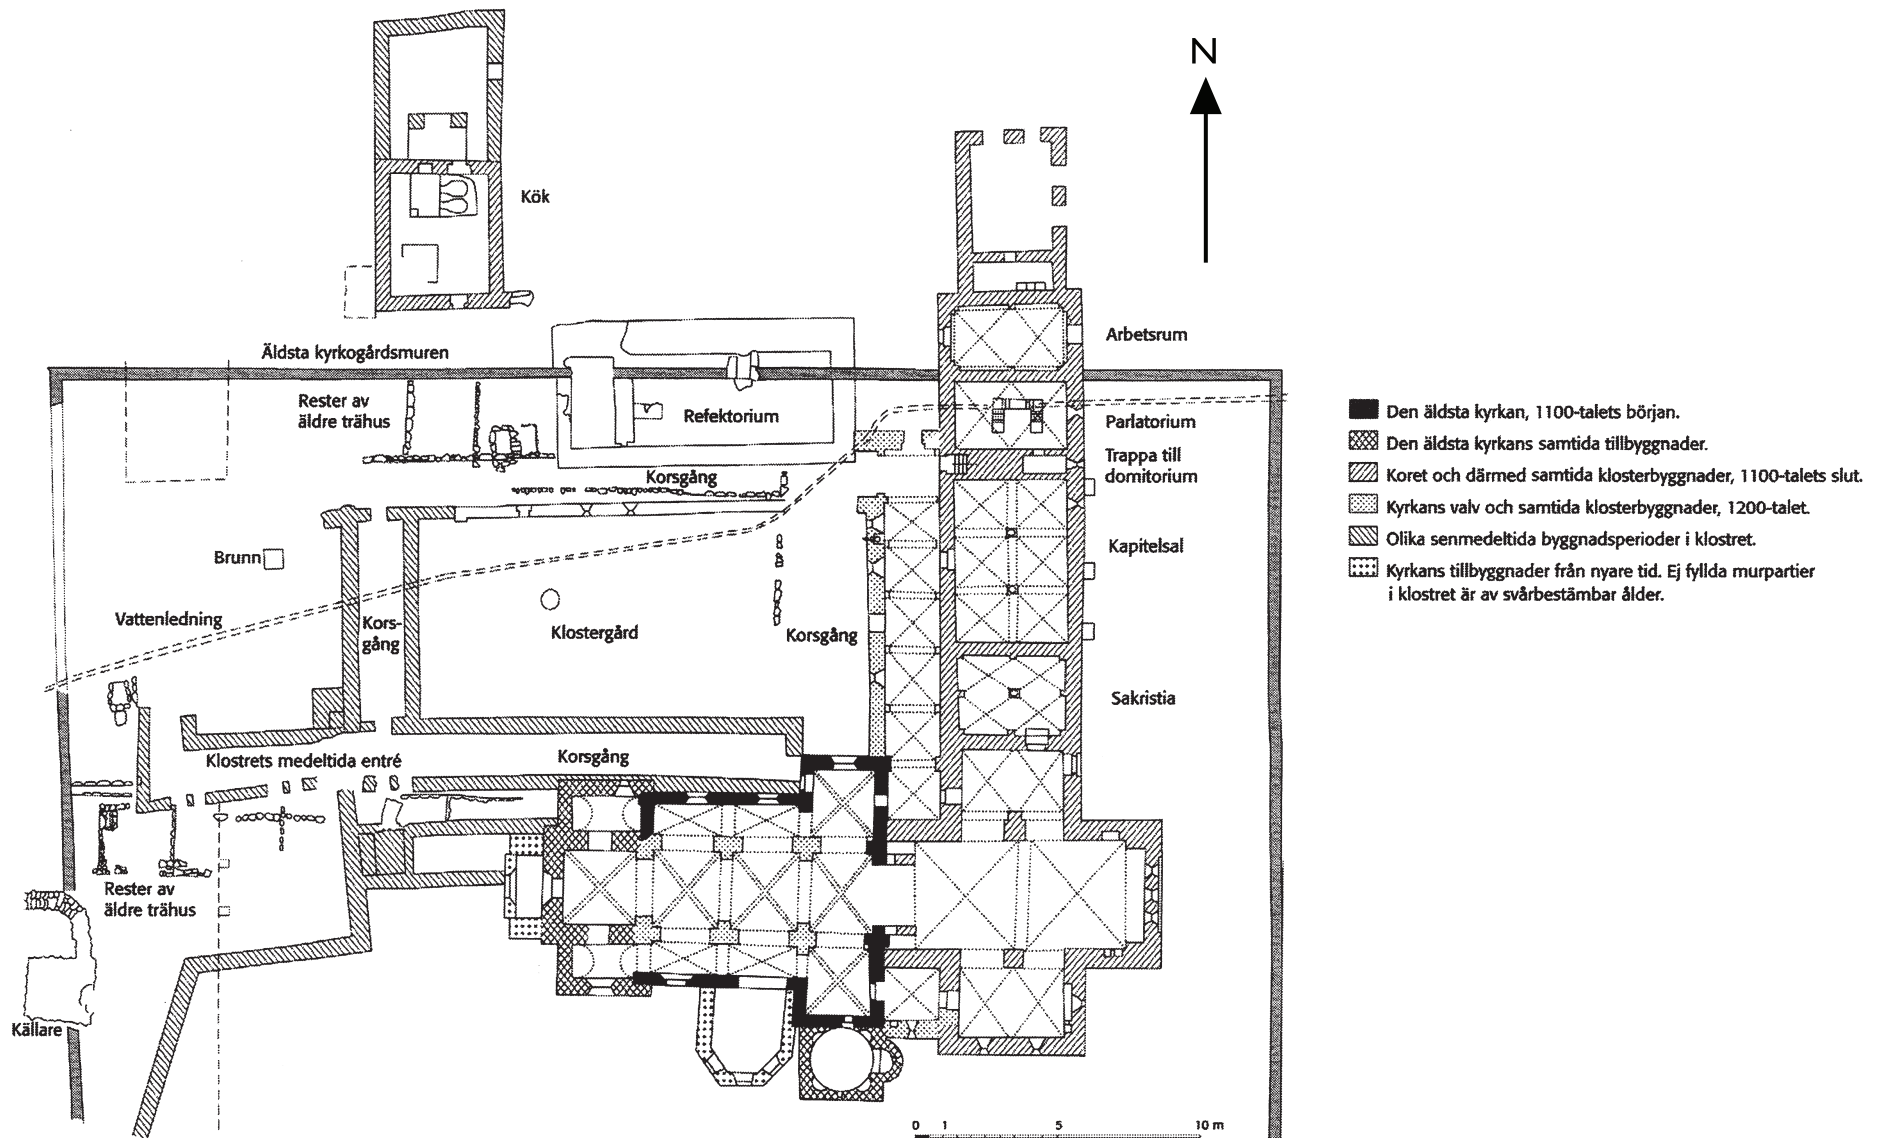 N
Kök
Äldsta kyrkogårdsmuren
Arbetsrum
Rester av
äldre trähus
Refektorium
Parlatorium
Trappa till
domitorium
Korsgång
Kapitelsal
Brunn
Vattenledning
Kors-
gång
Klostergård
Korsgång
Sakristia
Klostrets medeltida entré
Korsgång
Rester av
äldre trähus
Källare
Den äldsta kyrkan, 1100-talets början.
Den äldsta kyrkans samtida tillbyggnader.
Koret och därmed samtida klosterbyggnader, 1100-talets slut.
Kyrkans valv och samtida klosterbyggnader, 1200-talet.
Olika senmedeltida byggnadsperioder i klostret.
Kyrkans tillbyggnader från nyare tid. Ej fyllda murpartier
i klostret är av svårbestämbar ålder.
0 1 5 10 m